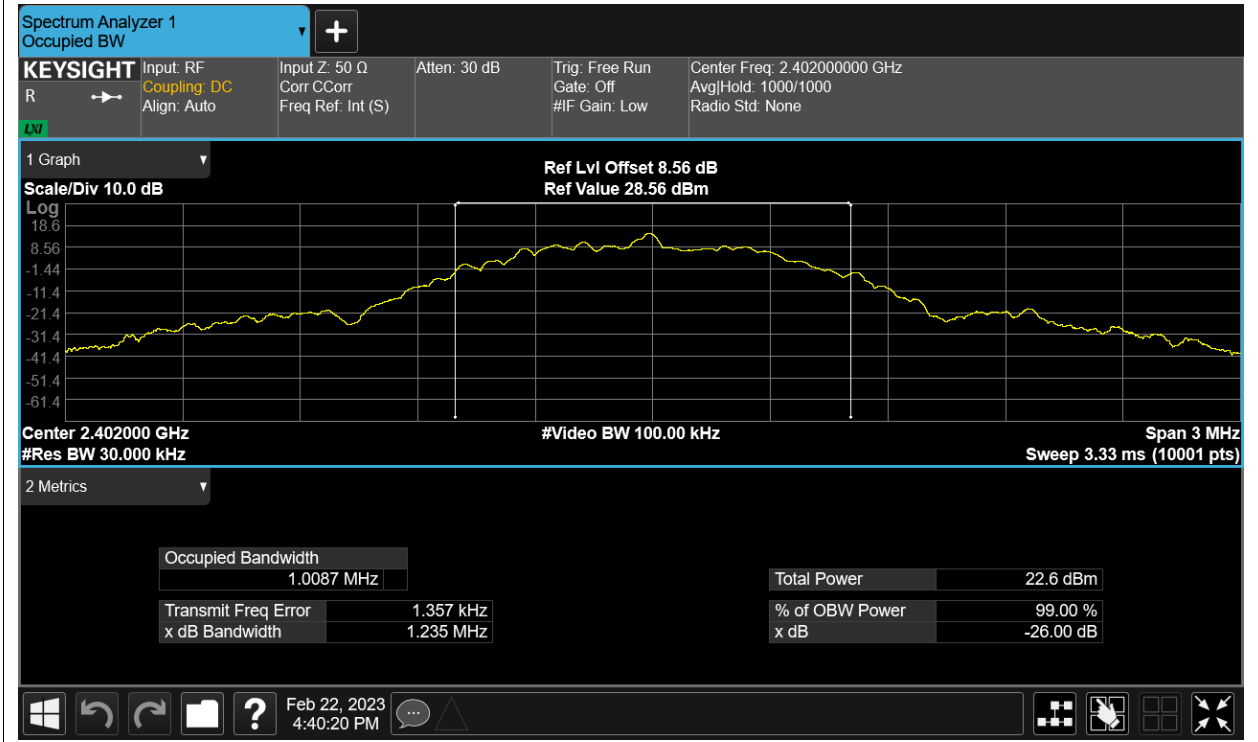 Spectrum Analyzer 1
Occupied BW
KEYSIGHT
R
LXI
Input: RF
Coupling: DC
Align: Auto
Input Z: 50 Ω
Corr CCorr
Freq Ref: Int (S)
Atten: 30 dB
Trig: Free Run
Gate: Off
#IF Gain: Low
Center Freq: 2.402000000 GHz
Avg|Hold: 1000/1000
Radio Std: None
1 Graph
Scale/Div 10.0 dB
Ref Lvl Offset 8.56 dB
Ref Value 28.56 dBm
Log
18.6
8.56
-1.44
-11.4
-21.4
-31.4
-41.4
-51.4
-61.4
Center 2.402000 GHz
#Res BW 30.000 kHz
#Video BW 100.00 kHz
Span 3 MHz
Sweep 3.33 ms (10001 pts)
2 Metrics
Occupied Bandwidth
1.0087 MHz
Transmit Freq Error 1.357 kHz
x dB Bandwidth 1.235 MHz
Total Power 22.6 dBm
% of OBW Power 99.00 %
x dB -26.00 dB
?
Feb 22, 2023
4:40:20 PM